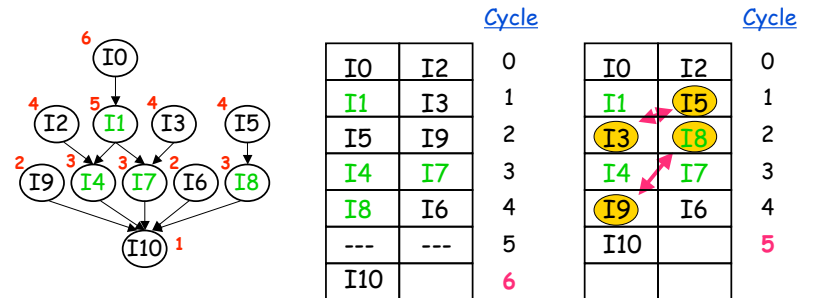 6
I0
4 5 4 4
I2 I1 I3 I5
2 3 3 2 3
I9 I4 I7 I6 I8
I10 1
Cycle
I0 I2 0
I1 I3 1
I5 I9 2
I4 I7 3
I8 I6 4
--- --- 5
I10 6
Cycle
I0 I2 0
I1 I5 1
I3 I8 2
I4 I7 3
I9 I6 4
I10 5